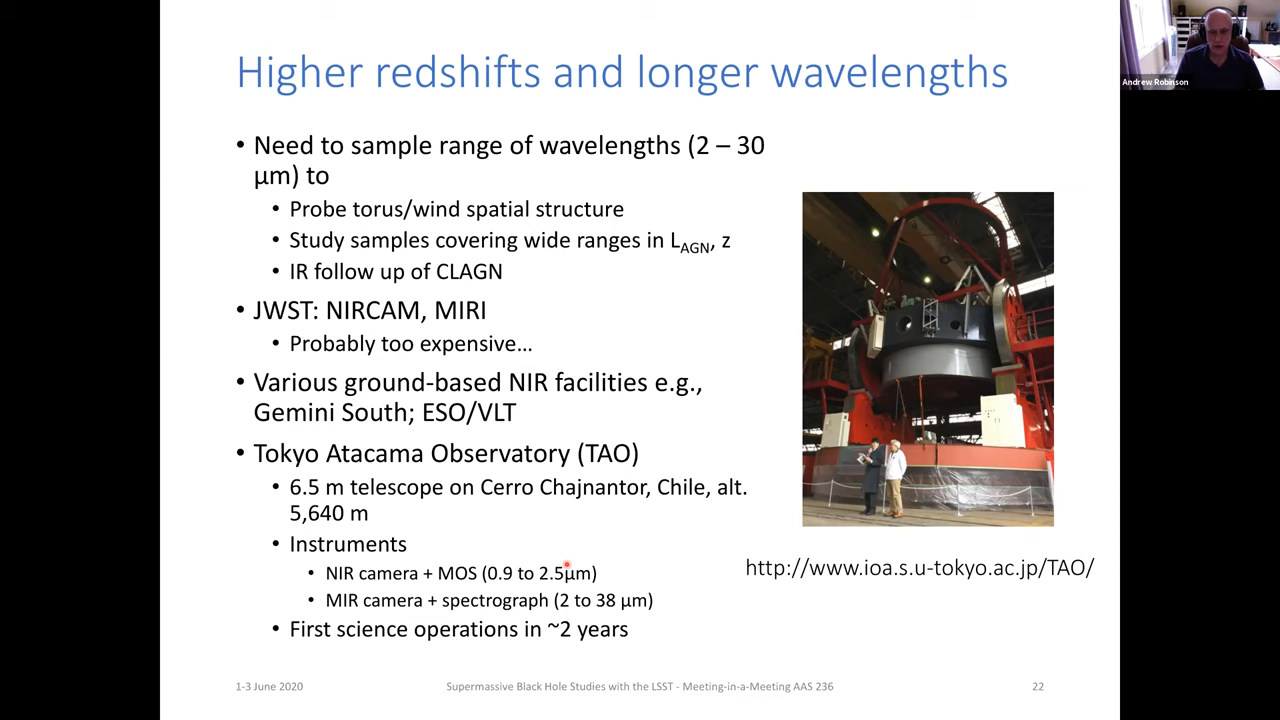 Higher redshifts and longer wavelengths
• Need to sample range of wavelengths (2 – 30
µm) to
• Probe torus/wind spatial structure
• Study samples covering wide ranges in LAGN, z
• IR follow up of CLAGN
• JWST: NIRCAM, MIRI
• Probably too expensive…
• Various ground-based NIR facilities e.g.,
Gemini South; ESO/VLT
• Tokyo Atacama Observatory (TAO)
• 6.5 m telescope on Cerro Chajnantor, Chile, alt.
5,640 m
• Instruments
• NIR camera + MOS (0.9 to 2.5µm)
• MIR camera + spectrograph (2 to 38 µm)
• First science operations in ~2 years
http://www.ioa.s.u-tokyo.ac.jp/TAO/
1-3 June 2020
Supermassive Black Hole Studies with the LSST - Meeting-in-a-Meeting AAS 236
22
Andrew Robinson